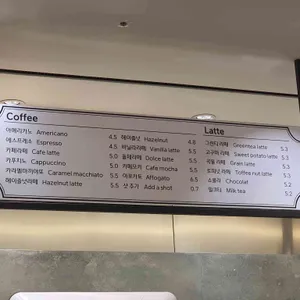 Coffee
아메리카노 Americano 4.5
에스프레소 Espresso 4.5
카페라떼 Cafe latte 5.0
카푸치노 Cappuccino 5.0
카라멜마끼아또 Caramel macchiato 5.5
헤이즐넛라떼 Hazelnut latte 5.5
헤이즐넛 Hazelnut 4.8
바닐라라떼 Vanilla latte 5.5
돌체라떼 Dolce latte 5.5
카페모카 Cafe mocha 5.5
아포가토 Affogato 6.5
샷 추가 Add a shot 0.7
Latte
그린티 라떼 Greentea latte 5.3
고구마 라떼 Sweet potato latte 5.3
곡물 라떼 Grain latte 5.3
토피넛 라떼 Toffee nut latte 5.3
쇼콜라 Chocolat 5.2
밀크티 Milk tea 5.2